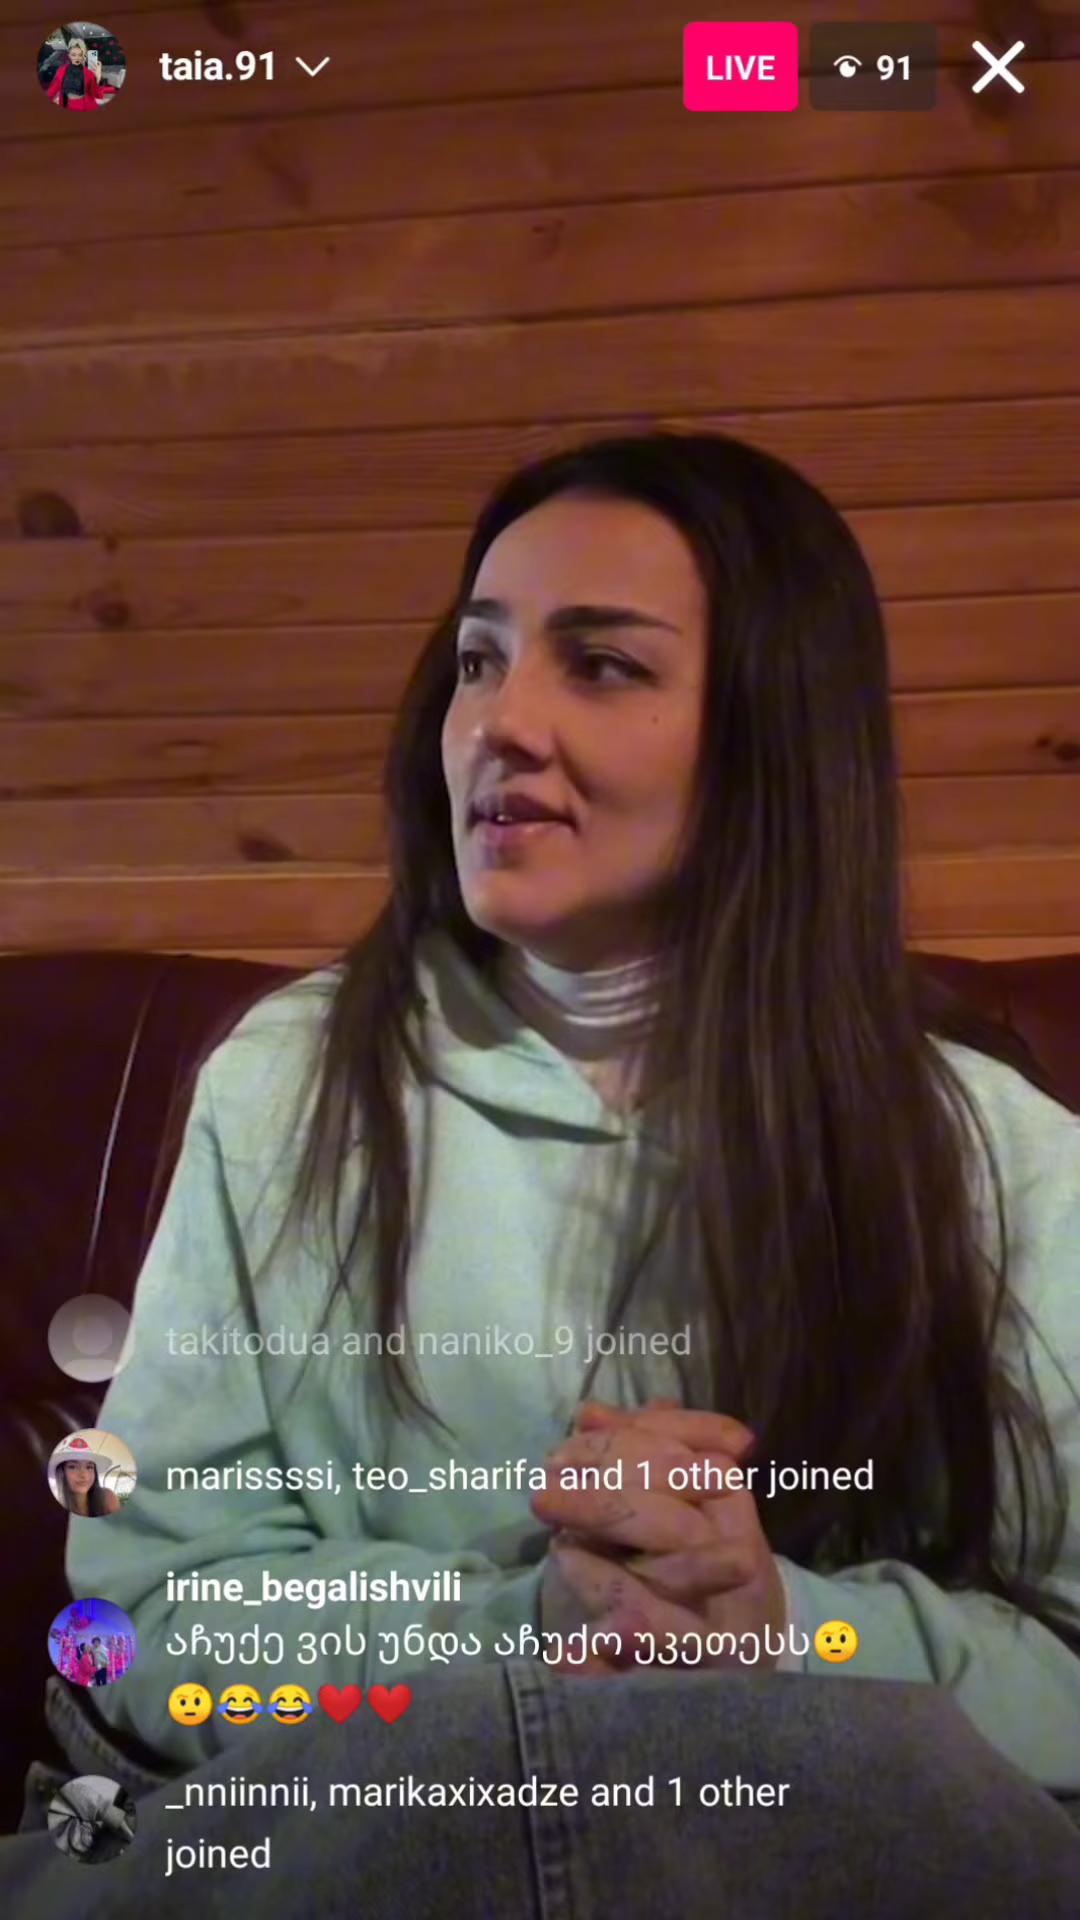 taia.91
LIVE
91
takitodua and naniko_9 joined
marissssi, teo_sharifa and 1 other joined
irine_begalishvili
აჩუქე ვის უნდა აჩუქო უკეთესს🤨
🤨😂😂❤️❤️
_nniinnii, marikaxixadze and 1 other
joined